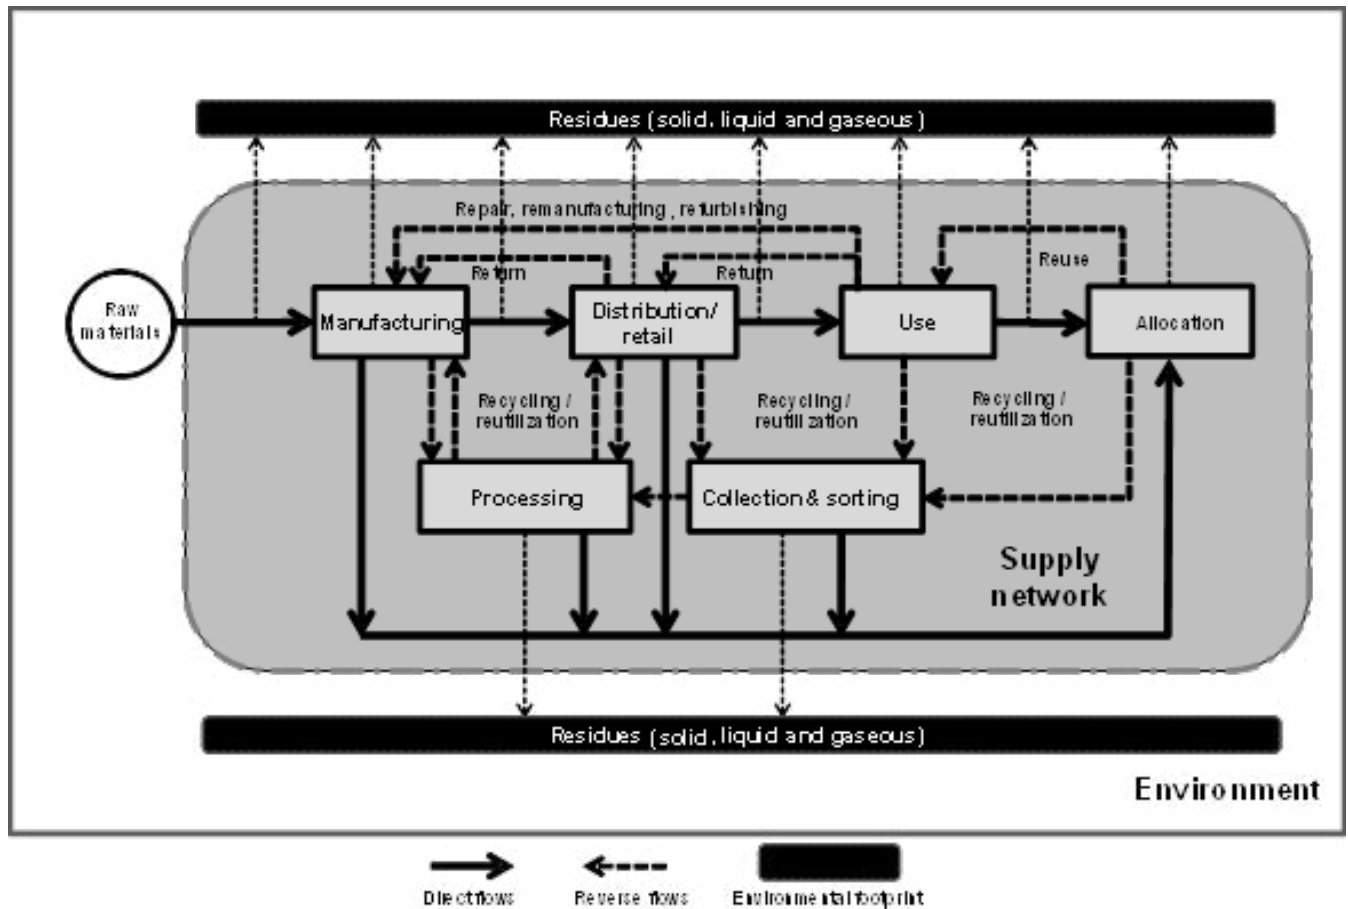 Residues (solid, liquid and gaseous)
Repair, remanufacturing, refurbishing
Return
Return
Reuse
Raw
materials
Manufacturing
Distribution/
retail
Use
Allocation
Recycling/
reutilization
Recycling/
reutilization
Recycling/
reutilization
Processing
Collection & sorting
Supply
network
Residues (solid, liquid and gaseous)
Environment
Direct flows
Reverse flows
Environmental footprint